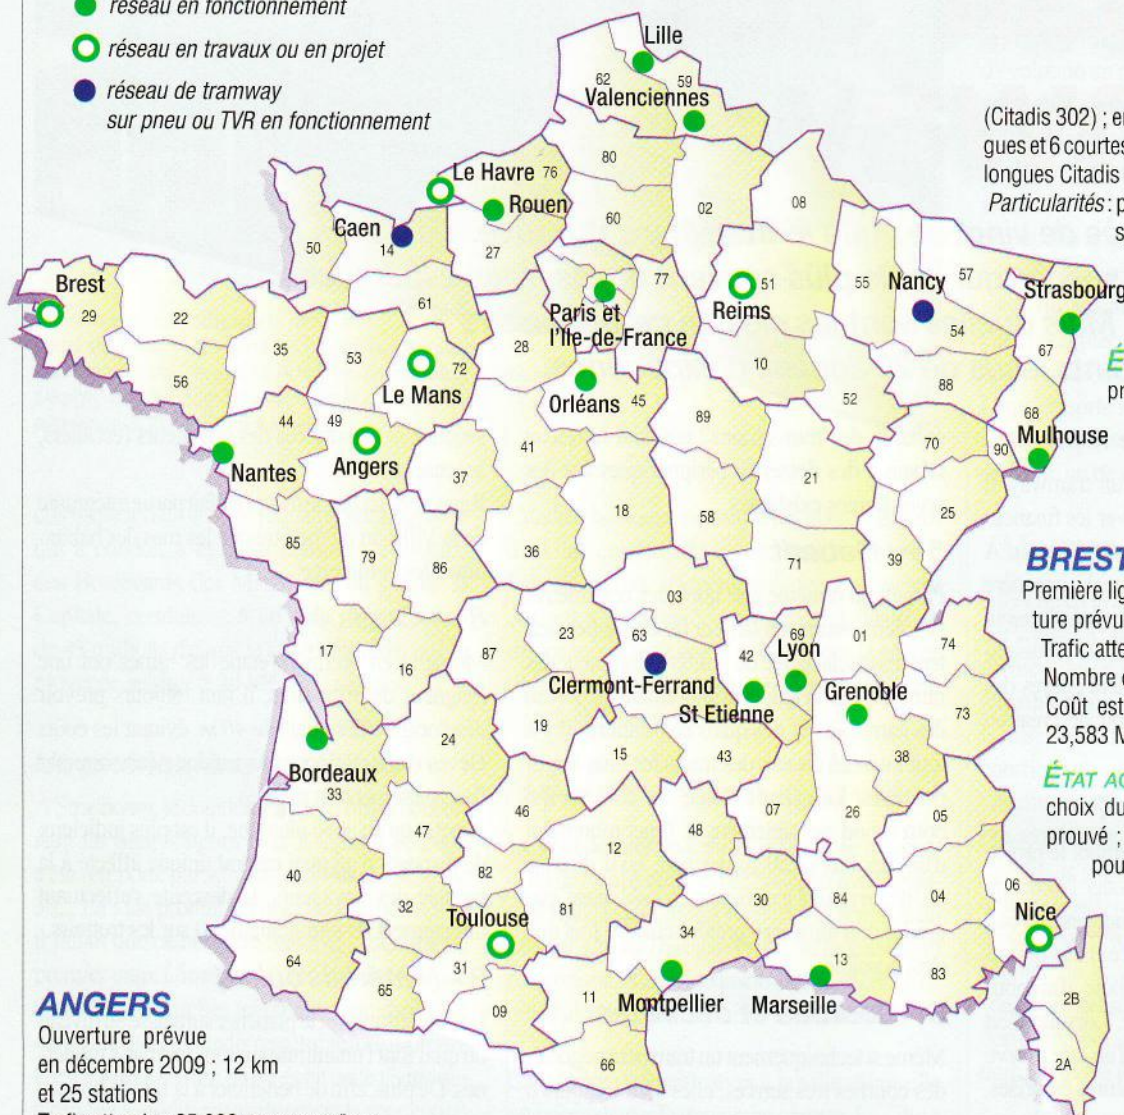 réseau en fonctionnement
réseau en travaux ou en projet
réseau de tramway
sur pneu ou TVR en fonctionnement
Lille
62
59
Valenciennes
(Citadis 302) ; e
gues et 6 courtes
longues Citadis
Particularités : p
s
80
Le Havre
76
Rouen
60
02
08
Caen
50
14
27
Brest
29
22
61
77
Paris et
l'Ile-de-France
51
Reims
55
Nancy
57
54
Strasbourg
67
35
53
72
28
10
É
pr
56
Le Mans
Orléans
45
88
52
68
44
49
89
Mulhouse
70
90
Nantes
Angers
41
37
21
18
58
25
85
79
86
36
71
39
BREST
Première lig
ture prévu
Trafic atte
Nombre
Coût est
23,583 M
03
23
63
69
01
74
17
16
87
42
Lyon
Clermont-Ferrand
Grenoble
St Etienne
73
24
19
15
43
38
Bordeaux
33
ÉTAT AC
choix du
prouvé ;
pou
47
46
48
07
26
05
12
40
82
06
32
81
30
84
04
Toulouse
Nice
34
64
31
13
83
65
09
11
Montpellier
Marseille
2B
66
2A
ANGERS
Ouverture prévue
en décembre 2009 ; 12 km
et 25 stations